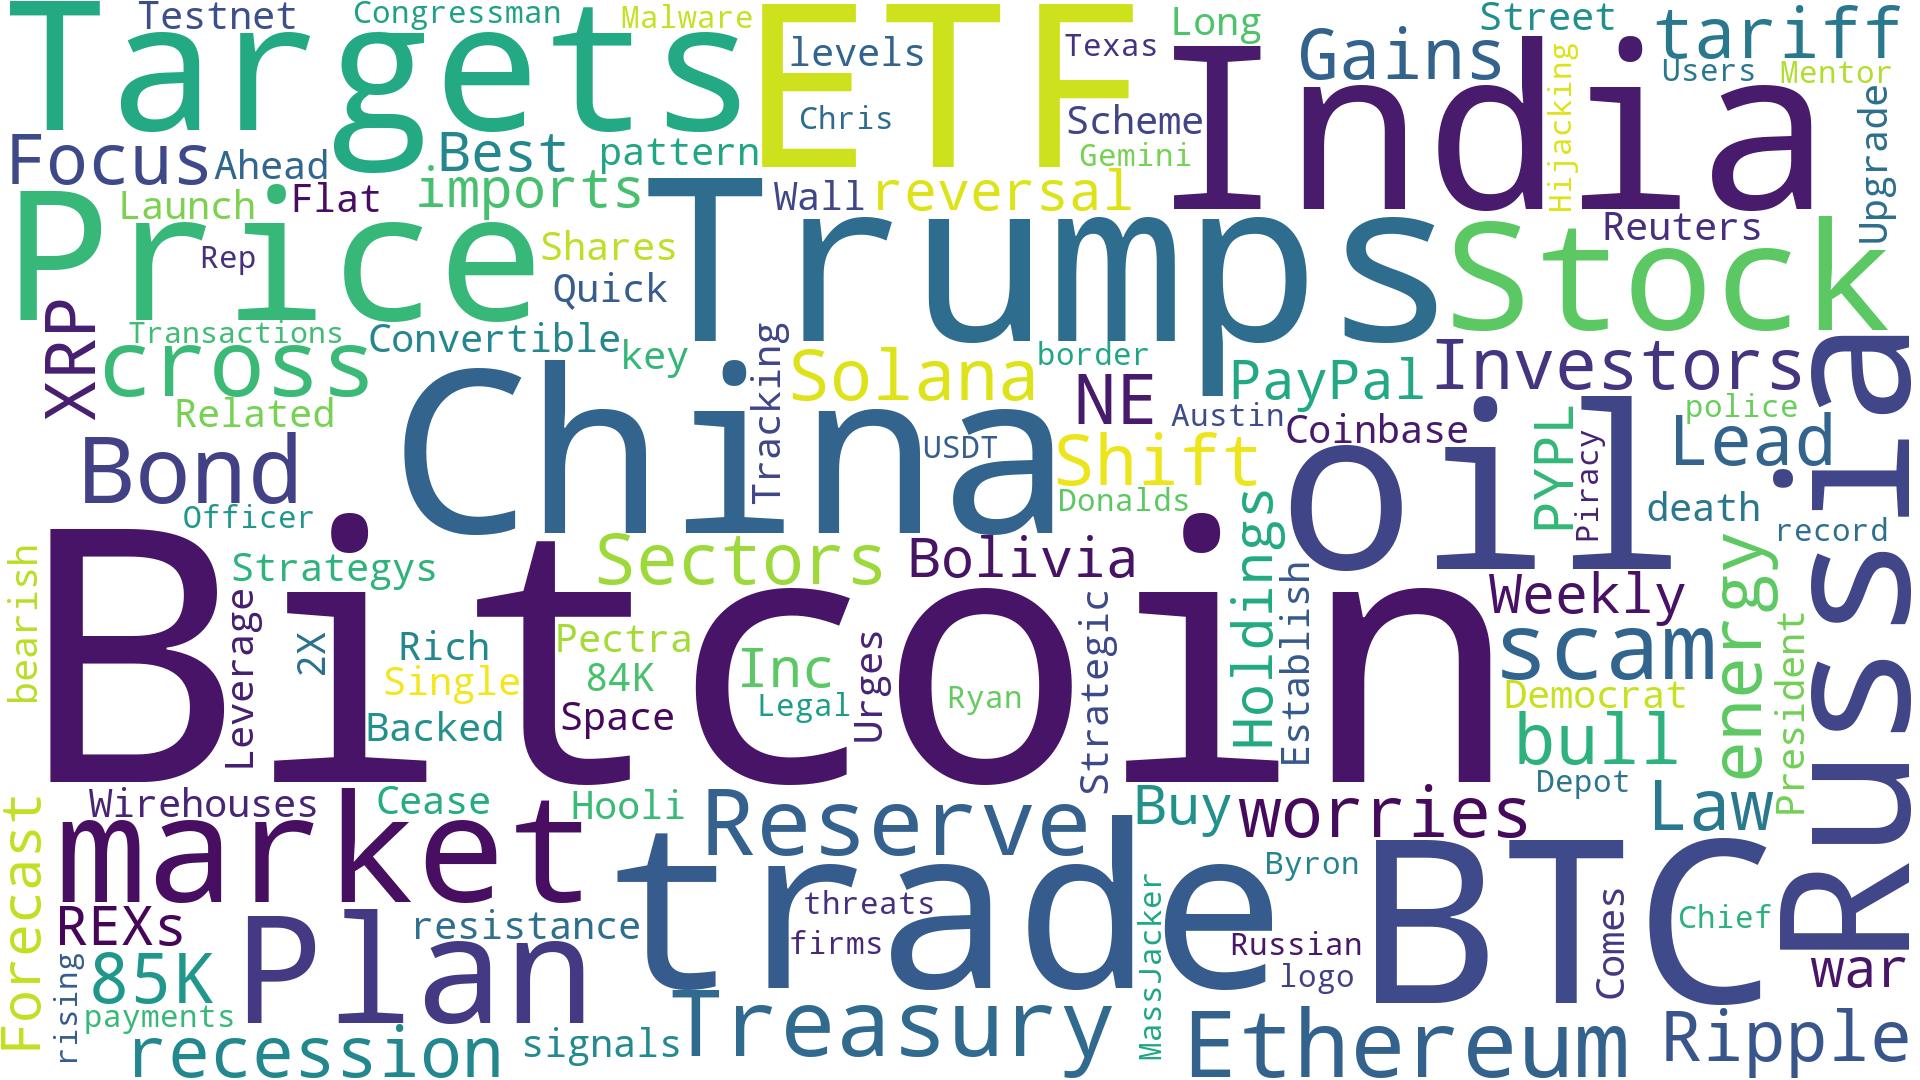 Targets
Testnet
Congressman
Malware
ETF
levels
Chris
Texas
Long
India
Gains
Street
tariff
Users
Mentor
Hijacking
Upgrade
Scheme
Gemini
Focus
Ahead
Best
pattern
Price
Launch
Flat
imports
Trumps
Wall
reversal
Stock
Reuters
Rep
Shares
Quick
XRP
Transactions
cross
Convertible
key
Tracking
Solana
border
NE
PayPal
Investors
Russia
Related
China
USDT
Austin
Coinbase
oil
PYPL
Piracy
police
Lead
Bond
Shift
Donalds
Officer
death
record
Bitcoin
bearish
Strategys
Sectors
Bolivia
Holdings
Establish
Weekly
energy
President
Leverage
2X
Rich
Single
Backed
Pectra
84K
Space
Inc
Legal
Urges
Ryan
Strategic
scam
Democrat
bull
Depot
Forecast
Wirehouses
Cease
Hooli
market
Reserve
Buy
worries
Law
trade
Byron
BTC
Chief
threats
firms
REXs
Plan
resistance
MassJacker
Russian
logo
Comes
war
rising
85K
payments
recession
signals
Treasury
Ethereum
Ripple